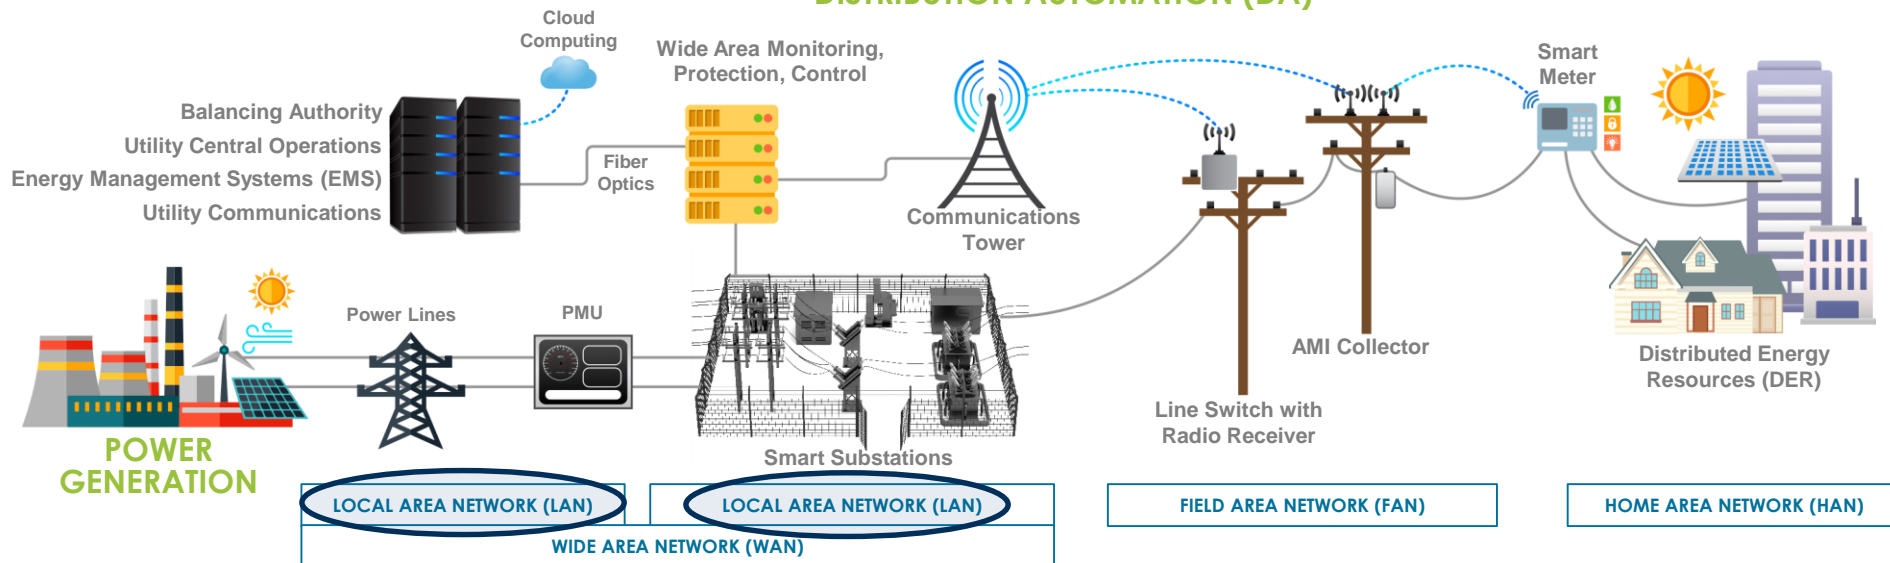 DISTRIBUTION AUTOMATION (DA)
Cloud
Computing
Wide Area Monitoring,
Protection, Control
Smart
Meter
Balancing Authority
Utility Central Operations
Energy Management Systems (EMS)
Utility Communications
Fiber
Optics
Communications
Tower
Power Lines
PMU
AMI Collector
Distributed Energy
Resources (DER)
Line Switch with
Radio Receiver
POWER
GENERATION
Smart Substations
LOCAL AREA NETWORK (LAN)
LOCAL AREA NETWORK (LAN)
FIELD AREA NETWORK (FAN)
HOME AREA NETWORK (HAN)
WIDE AREA NETWORK (WAN)